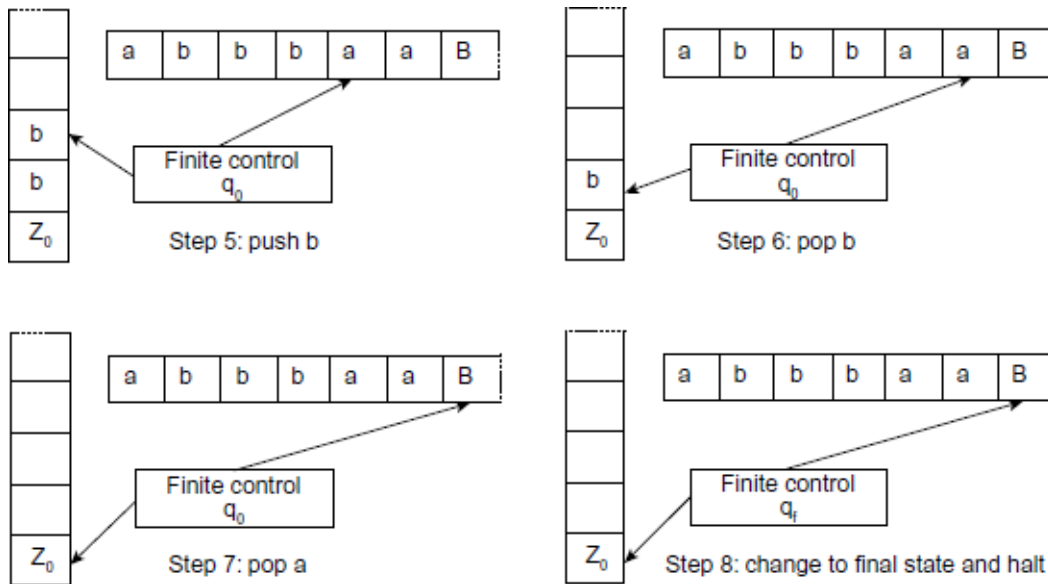 a b b b a a B
b
b
Z₀
Finite control
q₀
Step 5: push b
a b b b a a B
b
Z₀
Finite control
q₀
Step 6: pop b
a b b b a a B
Z₀
Finite control
q₀
Step 7: pop a
a b b b a a B
Z₀
Finite control
q_f
Step 8: change to final state and halt